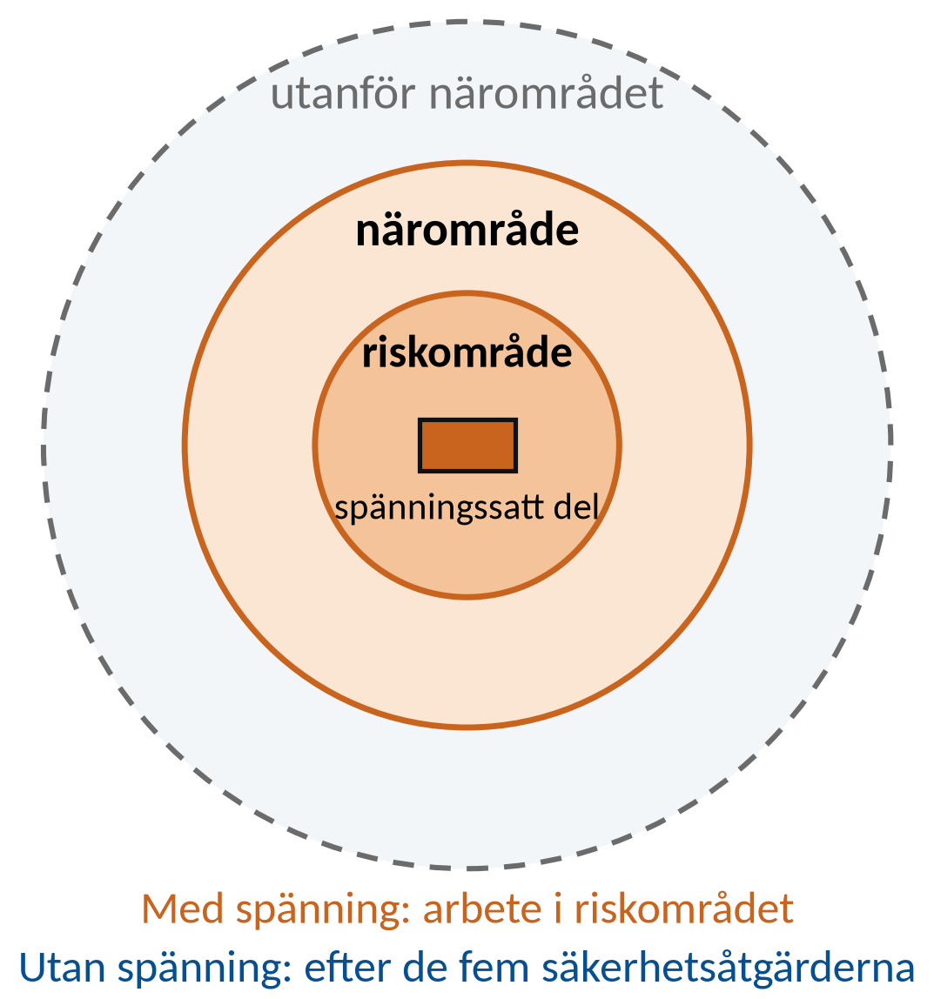 utanför närområdet
närområde
riskområde
spänningssatt del
Med spänning: arbete i riskområdet
Utan spänning: efter de fem säkerhetsåtgärderna